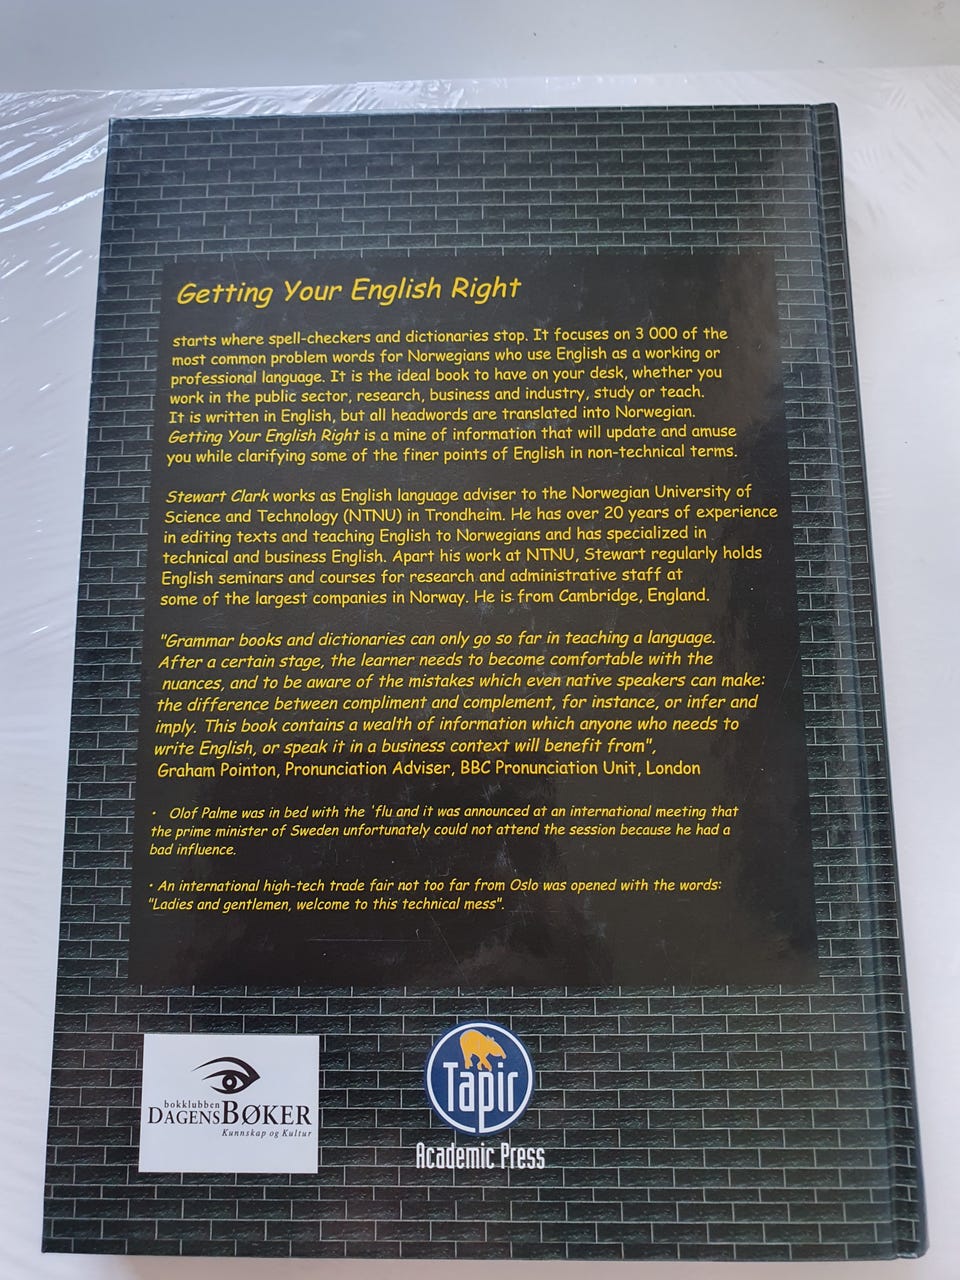 Getting Your English Right
starts where spell-checkers and dictionaries stop. It focuses on 3 000 of the
most common problem words for Norwegians who use English as a working or
professional language. It is the ideal book to have on your desk, whether you
work in the public sector, research, business and industry, study or teach.
It is written in English, but all headwords are translated into Norwegian.
Getting Your English Right is a mine of information that will update and amuse
you while clarifying some of the finer points of English in non-technical terms.
Stewart Clark works as English language adviser to the Norwegian University of
Science and Technology (NTNU) in Trondheim. He has over 20 years of experience
in editing texts and teaching English to Norwegians and has specialized in
technical and business English. Apart his work at NTNU, Stewart regularly holds
English seminars and courses for research and administrative staff at
some of the largest companies in Norway. He is from Cambridge, England.
"Grammar books and dictionaries can only go so far in teaching a language.
After a certain stage, the learner needs to become comfortable with the
nuances, and to be aware of the mistakes which even native speakers can make:
the difference between compliment and complement, for instance, or infer and
imply. This book contains a wealth of information which anyone who needs to
write English, or speak it in a business context will benefit from",
Graham Pointon, Pronunciation Adviser, BBC Pronunciation Unit, London
• Olof Palme was in bed with the 'flu and it was announced at an international meeting that
the prime minister of Sweden unfortunately could not attend the session because he had a
bad influence.
• An international high-tech trade fair not too far from Oslo was opened with the words:
"Ladies and gentlemen, welcome to this technical mess".
bokklubben
DAGENSBØKER
Kunnskap og Kultur
Tapir
Academic Press